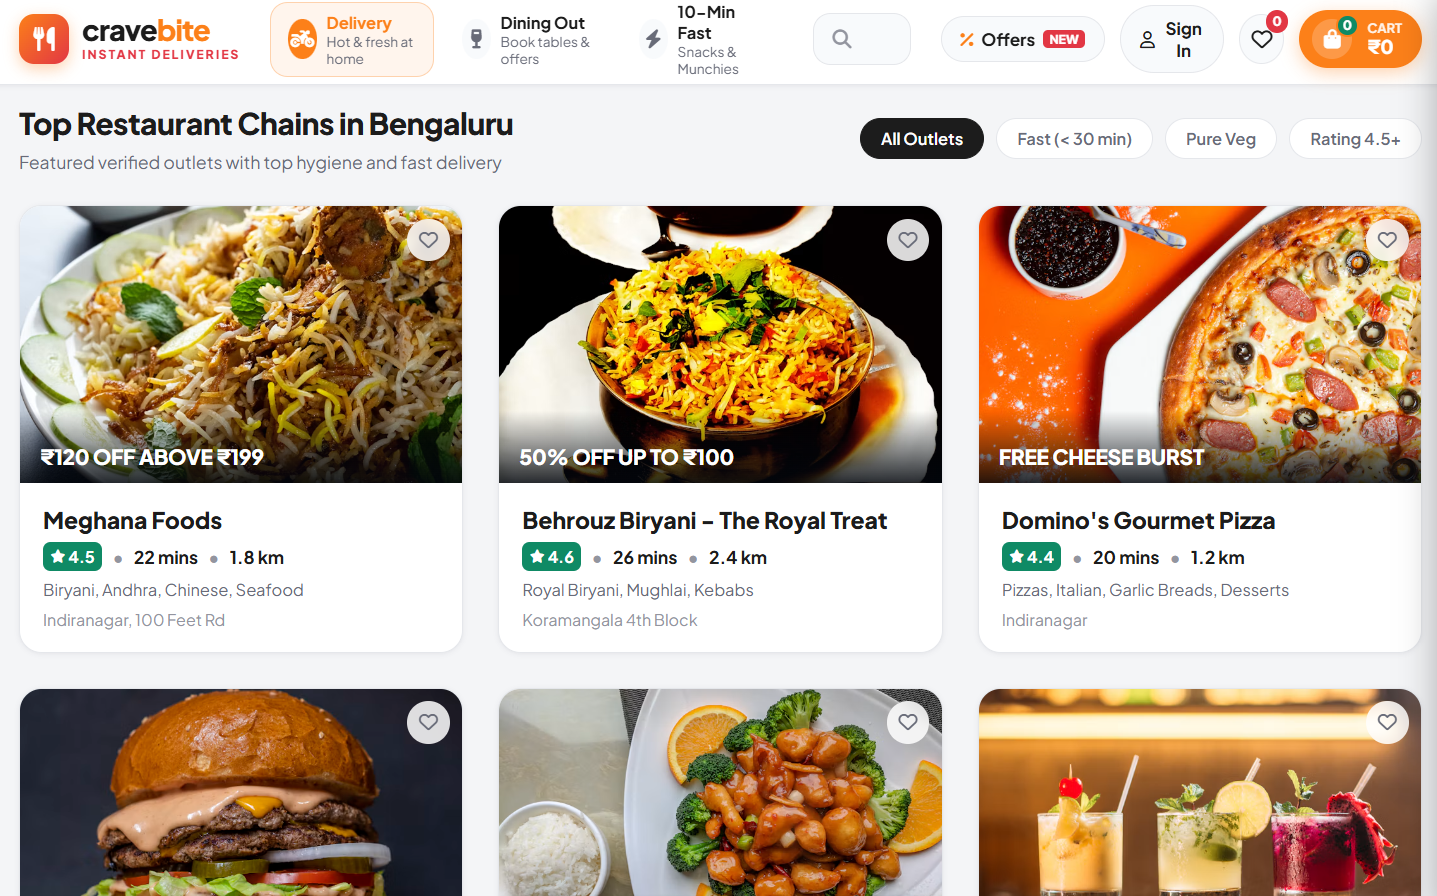 cravebite
INSTANT DELIVERIES
Delivery
Hot & fresh at
home
Dining Out
Book tables &
offers
10-Min
Fast
Snacks &
Munchies
Offers NEW
Sign
In
0
0
CART
₹0
Top Restaurant Chains in Bengaluru
Featured verified outlets with top hygiene and fast delivery
All Outlets
Fast (< 30 min)
Pure Veg
Rating 4.5+
₹120 OFF ABOVE ₹199
Meghana Foods
4.5 • 22 mins • 1.8 km
Biryani, Andhra, Chinese, Seafood
Indiranagar, 100 Feet Rd
50% OFF UP TO ₹100
Behrouz Biryani – The Royal Treat
4.6 • 26 mins • 2.4 km
Royal Biryani, Mughlai, Kebabs
Koramangala 4th Block
FREE CHEESE BURST
Domino's Gourmet Pizza
4.4 • 20 mins • 1.2 km
Pizzas, Italian, Garlic Breads, Desserts
Indiranagar